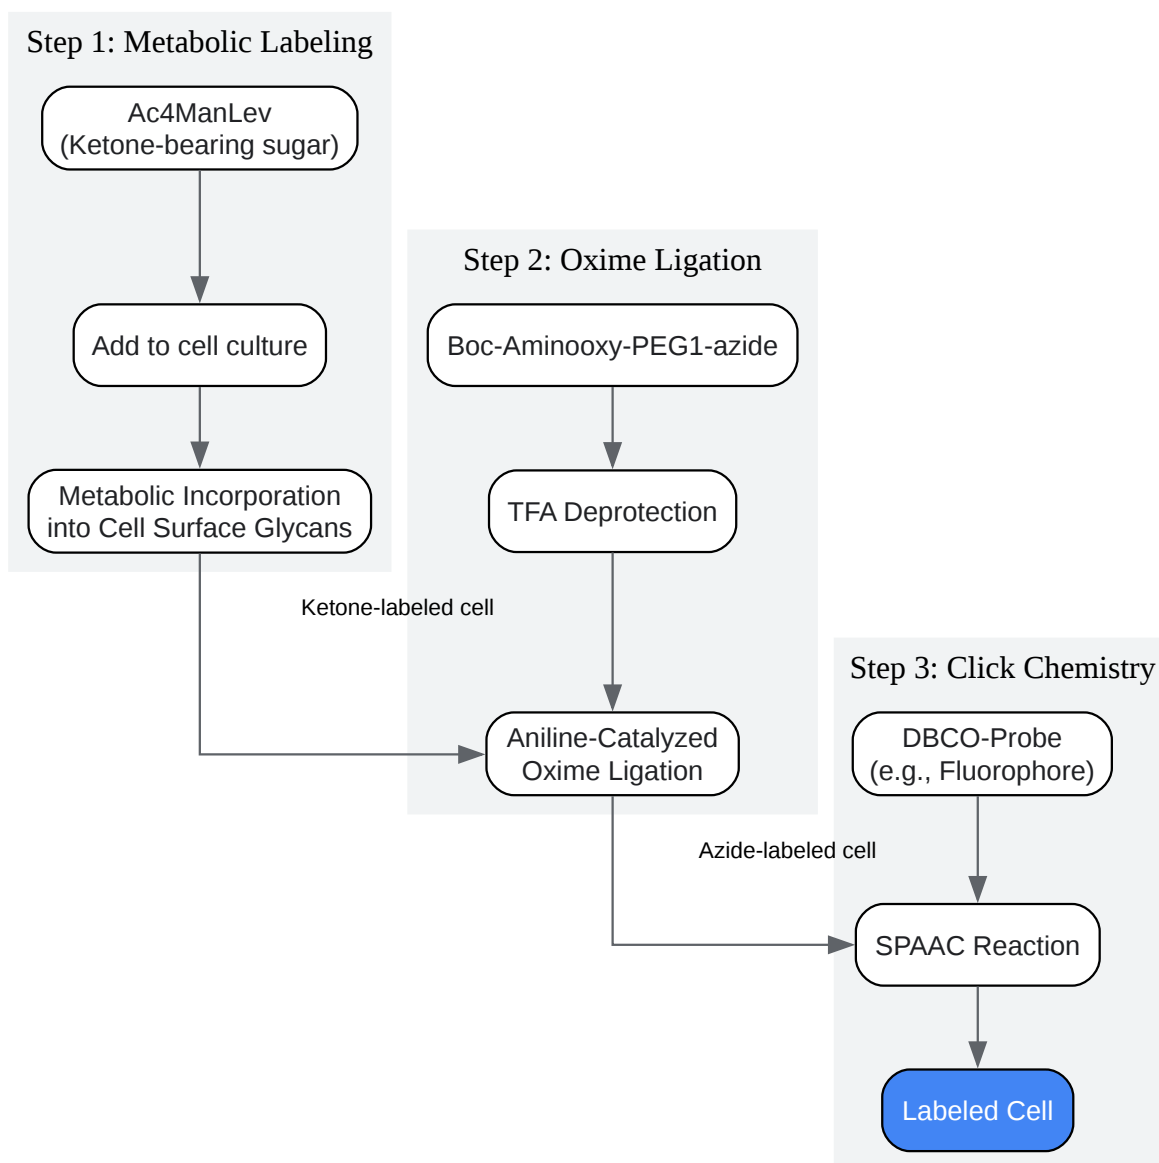 Step 1: Metabolic Labeling
Ac4ManLev
(Ketone-bearing sugar)
Add to cell culture
Metabolic Incorporation
into Cell Surface Glycans
Ketone-labeled cell
Step 2: Oxime Ligation
Boc-Aminooxy-PEG1-azide
TFA Deprotection
Aniline-Catalyzed
Oxime Ligation
Azide-labeled cell
Step 3: Click Chemistry
DBCO-Probe
(e.g., Fluorophore)
SPAAC Reaction
Labeled Cell